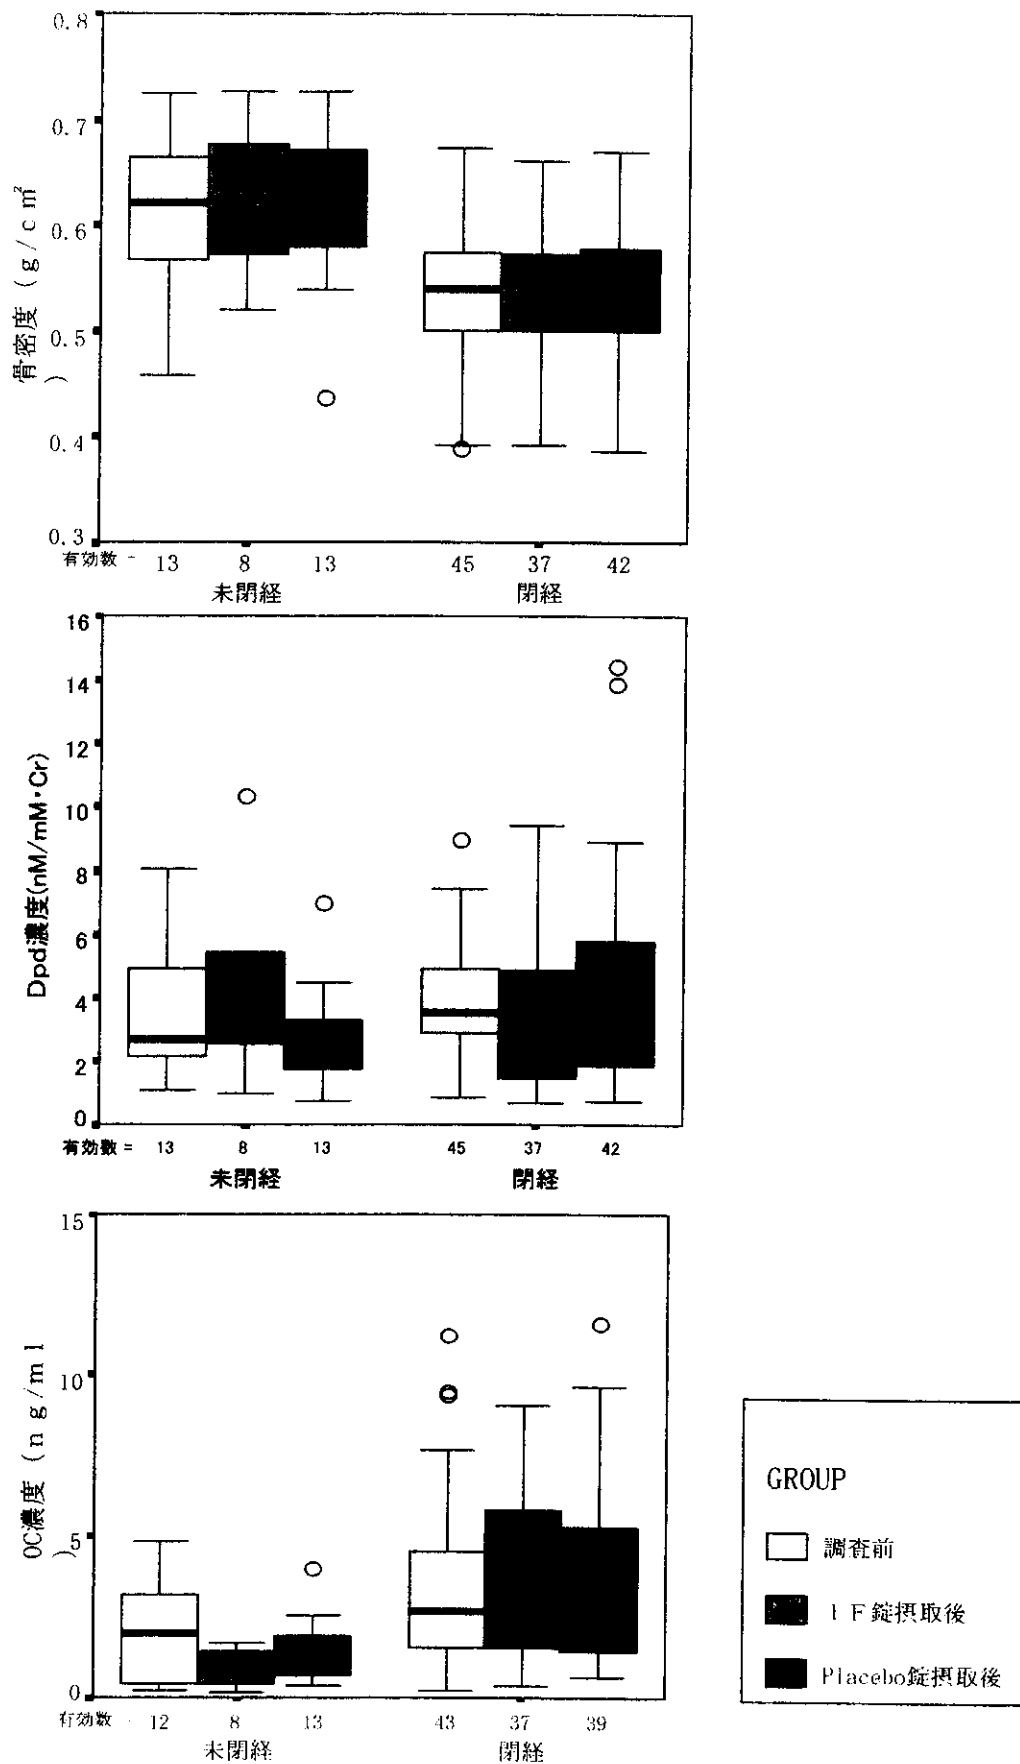 0.8
0.7
0.6
0.5
0.4
0.3
骨密度 (g/cm²)
有効数 - 13 8 13 45 37 42
未閉経 閉経
16
14
12
10
8
6
4
2
0
Dpd濃度(nM/mM・Cr)
有効数 = 13 8 13 45 37 42
未閉経 閉経
15
10
5
0
OC濃度 (ng/ml)
有効数 12 8 13 43 37 39
未閉経 閉経
GROUP
調査前
F錠摂取後
Placebo錠摂取後